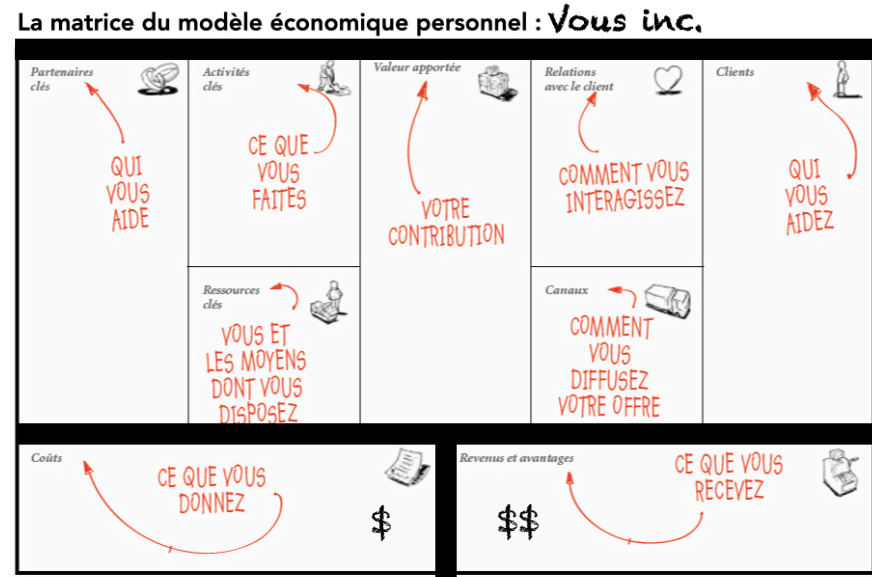 La matrice du modèle économique personnel : Vous inc.
Partenaires
clés
QUI
VOUS
AIDE
Activités
clés
CE QUE
VOUS
FAITES
Ressources
clés
VOUS ET
LES MOYENS
DONT VOUS
DISPOSEZ
Valeur apportée
VOTRE
CONTRIBUTION
Relations
avec le client
COMMENT VOUS
INTERAGISSEZ
Canaux
COMMENT
VOUS
DIFFUSEZ
VOTRE OFFRE
Clients
QUI
VOUS
AIDEZ
Coûts
CE QUE VOUS
DONNEZ
$
Revenus et avantages
CE QUE VOUS
RECEVEZ
$$